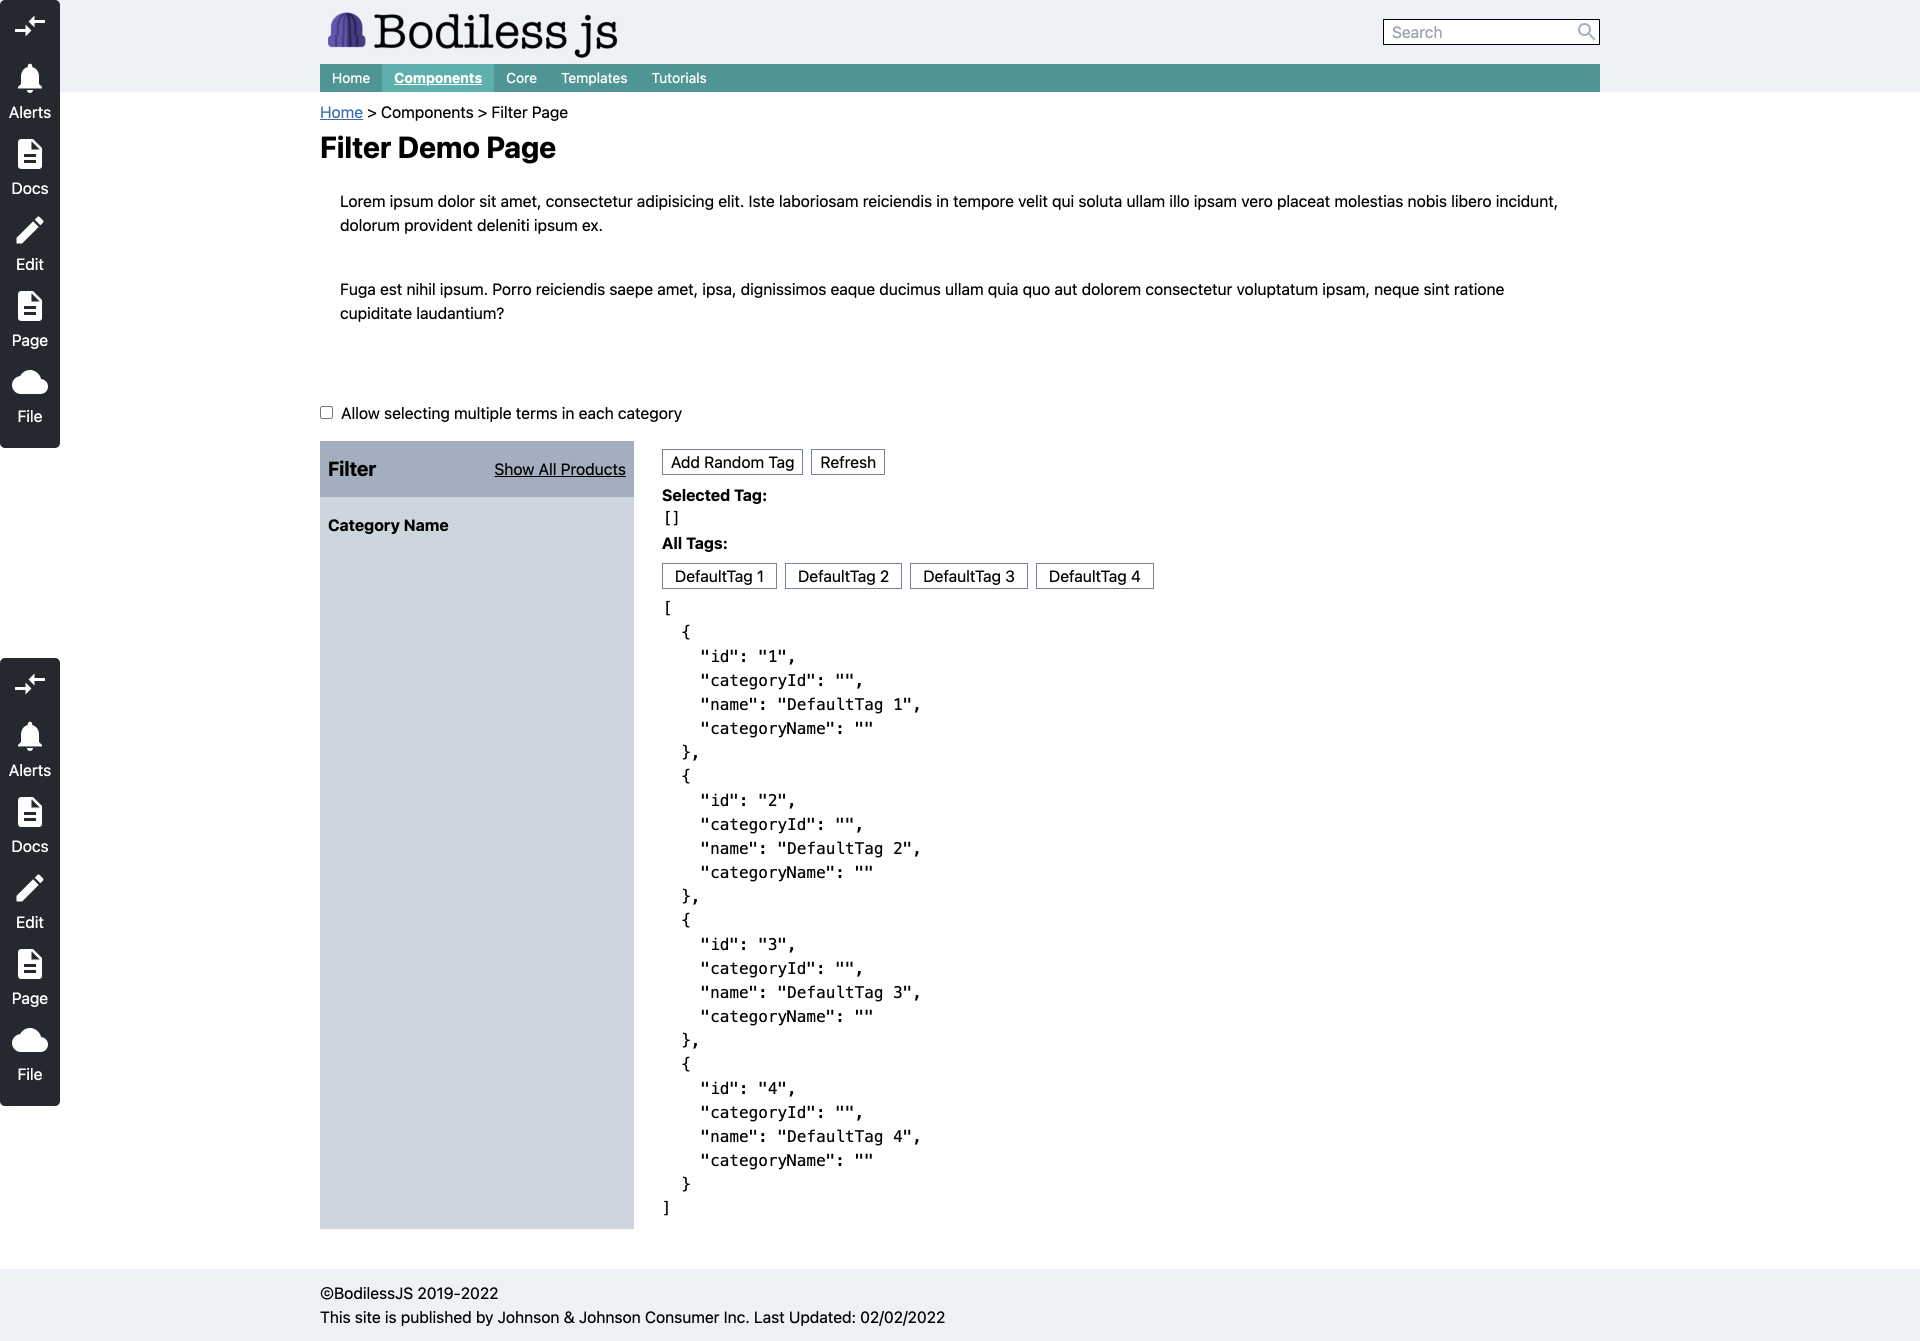 Bodiless js
Search
Home Components Core Templates Tutorials
Home > Components > Filter Page
Filter Demo Page
Lorem ipsum dolor sit amet, consectetur adipisicing elit. Iste laboriosam reiciendis in tempore velit qui soluta ullam illo ipsam vero placeat molestias nobis libero incidunt,
dolorum provident deleniti ipsum ex.
Fuga est nihil ipsum. Porro reiciendis saepe amet, ipsa, dignissimos eaque ducimus ullam quia quo aut dolorem consectetur voluptatum ipsam, neque sint ratione
cupiditate laudantium?
Allow selecting multiple terms in each category
Alerts
Docs
Edit
Page
File
Filter Show All Products
Category Name
Add Random Tag Refresh
Selected Tag:
[]
All Tags:
DefaultTag 1 DefaultTag 2 DefaultTag 3 DefaultTag 4
[
  {
    "id": "1",
    "categoryId": "",
    "name": "DefaultTag 1",
    "categoryName": ""
  },
  {
    "id": "2",
    "categoryId": "",
    "name": "DefaultTag 2",
    "categoryName": ""
  },
  {
    "id": "3",
    "categoryId": "",
    "name": "DefaultTag 3",
    "categoryName": ""
  },
  {
    "id": "4",
    "categoryId": "",
    "name": "DefaultTag 4",
    "categoryName": ""
  }
]
Alerts
Docs
Edit
Page
File
©BodilessJS 2019-2022
This site is published by Johnson & Johnson Consumer Inc. Last Updated: 02/02/2022